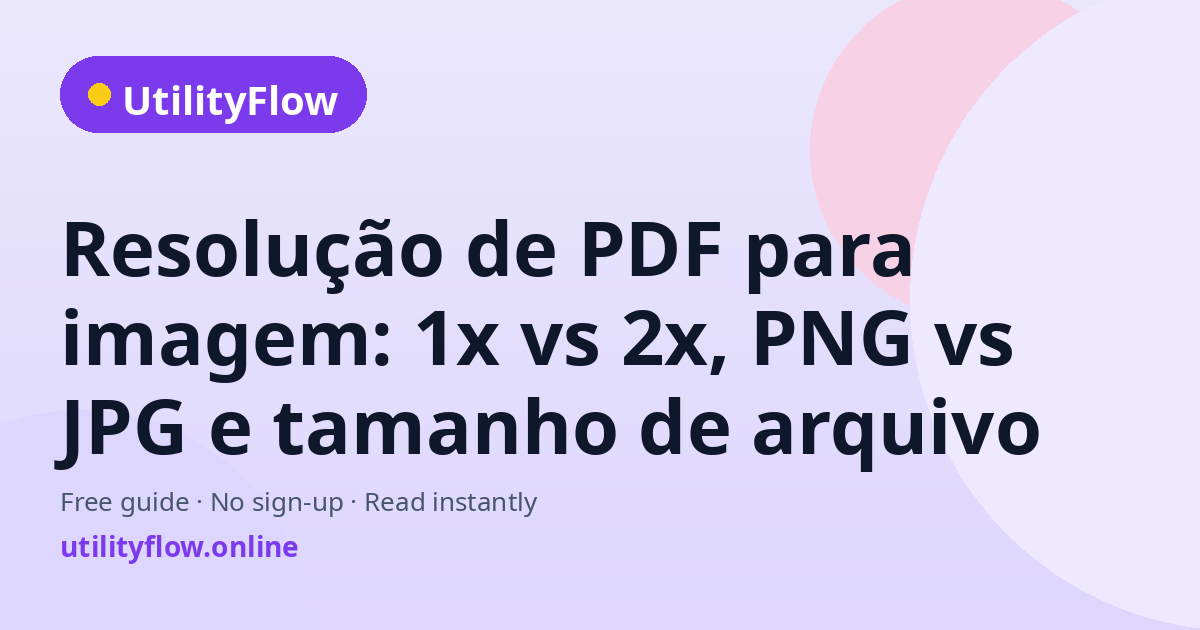 UtilityFlow
Resolução de PDF para
imagem: 1x vs 2x, PNG vs
JPG e tamanho de arquivo
Free guide · No sign-up · Read instantly
utilityflow.online